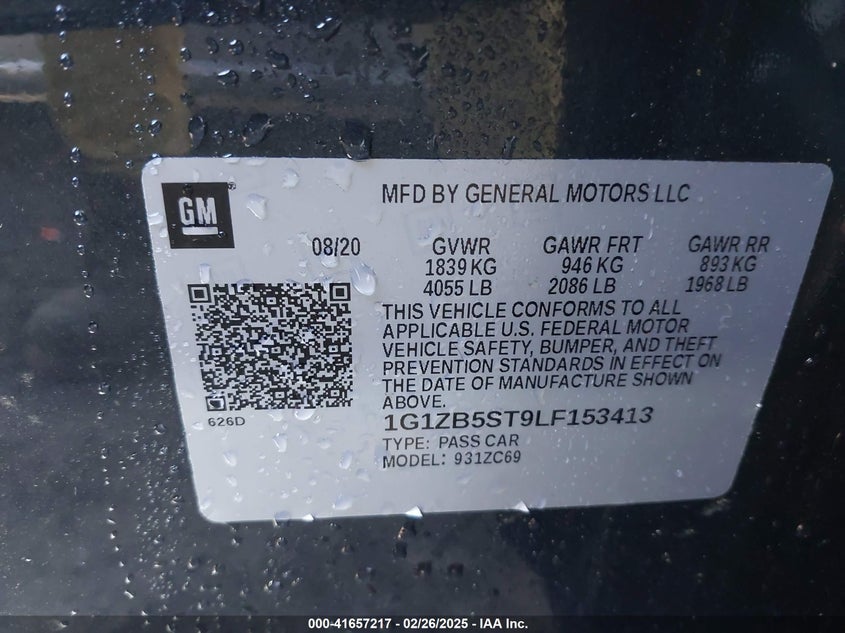 GM
MFD BY GENERAL MOTORS LLC
08/20 GVWR GAWR FRT GAWR RR
1839 KG 946 KG 893 KG
4055 LB 2086 LB 1968 LB
THIS VEHICLE CONFORMS TO ALL
APPLICABLE U.S. FEDERAL MOTOR
VEHICLE SAFETY, BUMPER, AND THEFT
PREVENTION STANDARDS IN EFFECT ON
THE DATE OF MANUFACTURE SHOWN
ABOVE.
626D
1G1ZB5ST9LF153413
TYPE: PASS CAR
MODEL: 931ZC69
000-41657217 - 02/26/2025 - IAA Inc.